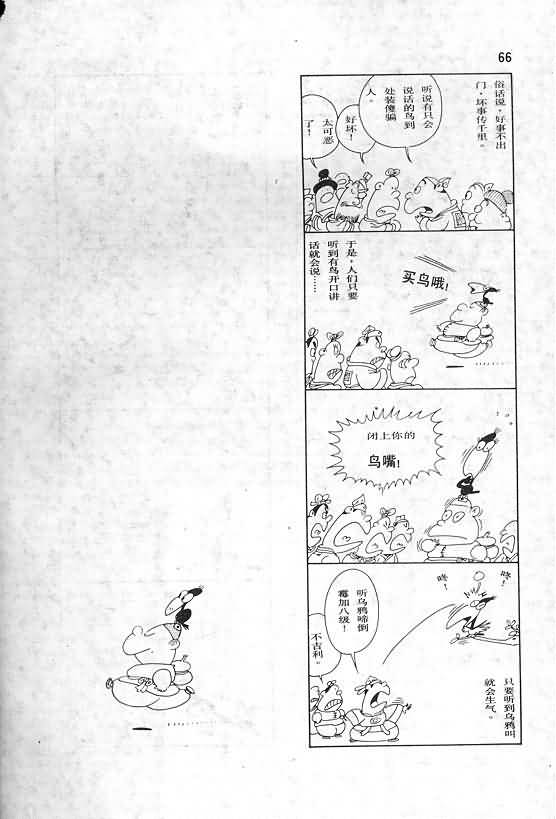 66
俗话说，好事不出
门，坏事传千里。
听说有只会
说话的鸟到
处装傻骗
人。
好坏！
太可恶
了！
于是，人们只要
听到有鸟开口讲
话就会说……
买鸟哦！
闭上你的
鸟嘴！
咚！
咚！
听乌鸦啼倒
霉加八级！
不吉利。
只要听到乌鸦叫
就会生气。